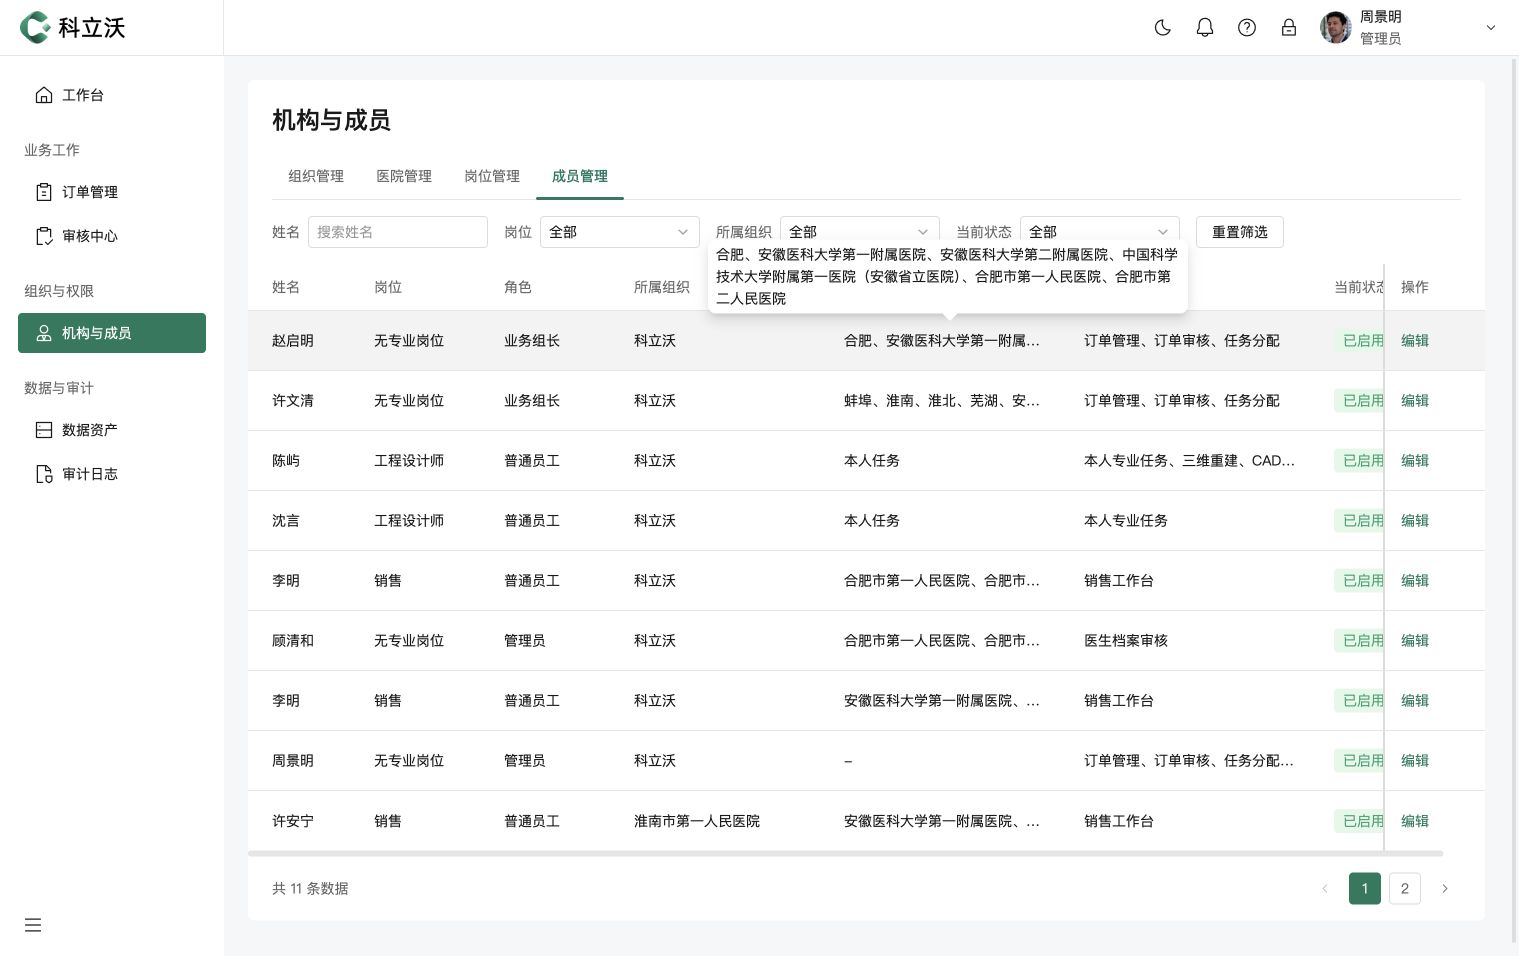 科立沃
周景明
管理员
工作台
业务工作
订单管理
审核中心
组织与权限
机构与成员
数据与审计
数据资产
审计日志
机构与成员
组织管理 医院管理 岗位管理 成员管理
姓名 搜索姓名 岗位 全部 所属组织 全部 当前状态 全部 重置筛选
合肥、安徽医科大学第一附属医院、安徽医科大学第二附属医院、中国科学
技术大学附属第一医院（安徽省立医院）、合肥市第一人民医院、合肥市第
二人民医院
姓名 岗位 角色 所属组织 当前状态 操作
赵启明 无专业岗位 业务组长 科立沃 合肥、安徽医科大学第一附属... 订单管理、订单审核、任务分配 已启用 编辑
许文清 无专业岗位 业务组长 科立沃 蚌埠、淮南、淮北、芜湖、安... 订单管理、订单审核、任务分配 已启用 编辑
陈屿 工程设计师 普通员工 科立沃 本人任务 本人专业任务、三维重建、CAD... 已启用 编辑
沈言 工程设计师 普通员工 科立沃 本人任务 本人专业任务 已启用 编辑
李明 销售 普通员工 科立沃 合肥市第一人民医院、合肥市... 销售工作台 已启用 编辑
顾清和 无专业岗位 管理员 科立沃 合肥市第一人民医院、合肥市... 医生档案审核 已启用 编辑
李明 销售 普通员工 科立沃 安徽医科大学第一附属医院、... 销售工作台 已启用 编辑
周景明 无专业岗位 管理员 科立沃 – 订单管理、订单审核、任务分配... 已启用 编辑
许安宁 销售 普通员工 淮南市第一人民医院 安徽医科大学第一附属医院、... 销售工作台 已启用 编辑
共 11 条数据
1 2